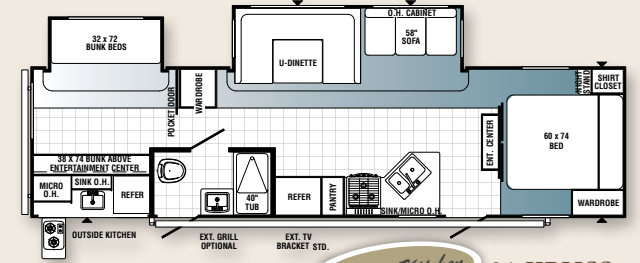 O.H. CABINET
58"
SOFA
32 x 72
BUNK BEDS
U-DINETTE
POCKET DOOR
WARDROBE
NIGHT
STAND
SHIRT
CLOSET
60 x 74
BED
ENT. CENTER
38 X 74 BUNK ABOVE
ENTERTAINMENT CENTER
MICRO
O.H.
SINK O.H.
REFER
40"
TUB
REFER
PANTRY
SINK/MICRO O.H.
WARDROBE
OUTSIDE KITCHEN
EXT. GRILL
OPTIONAL
EXT. TV
BRACKET STD.